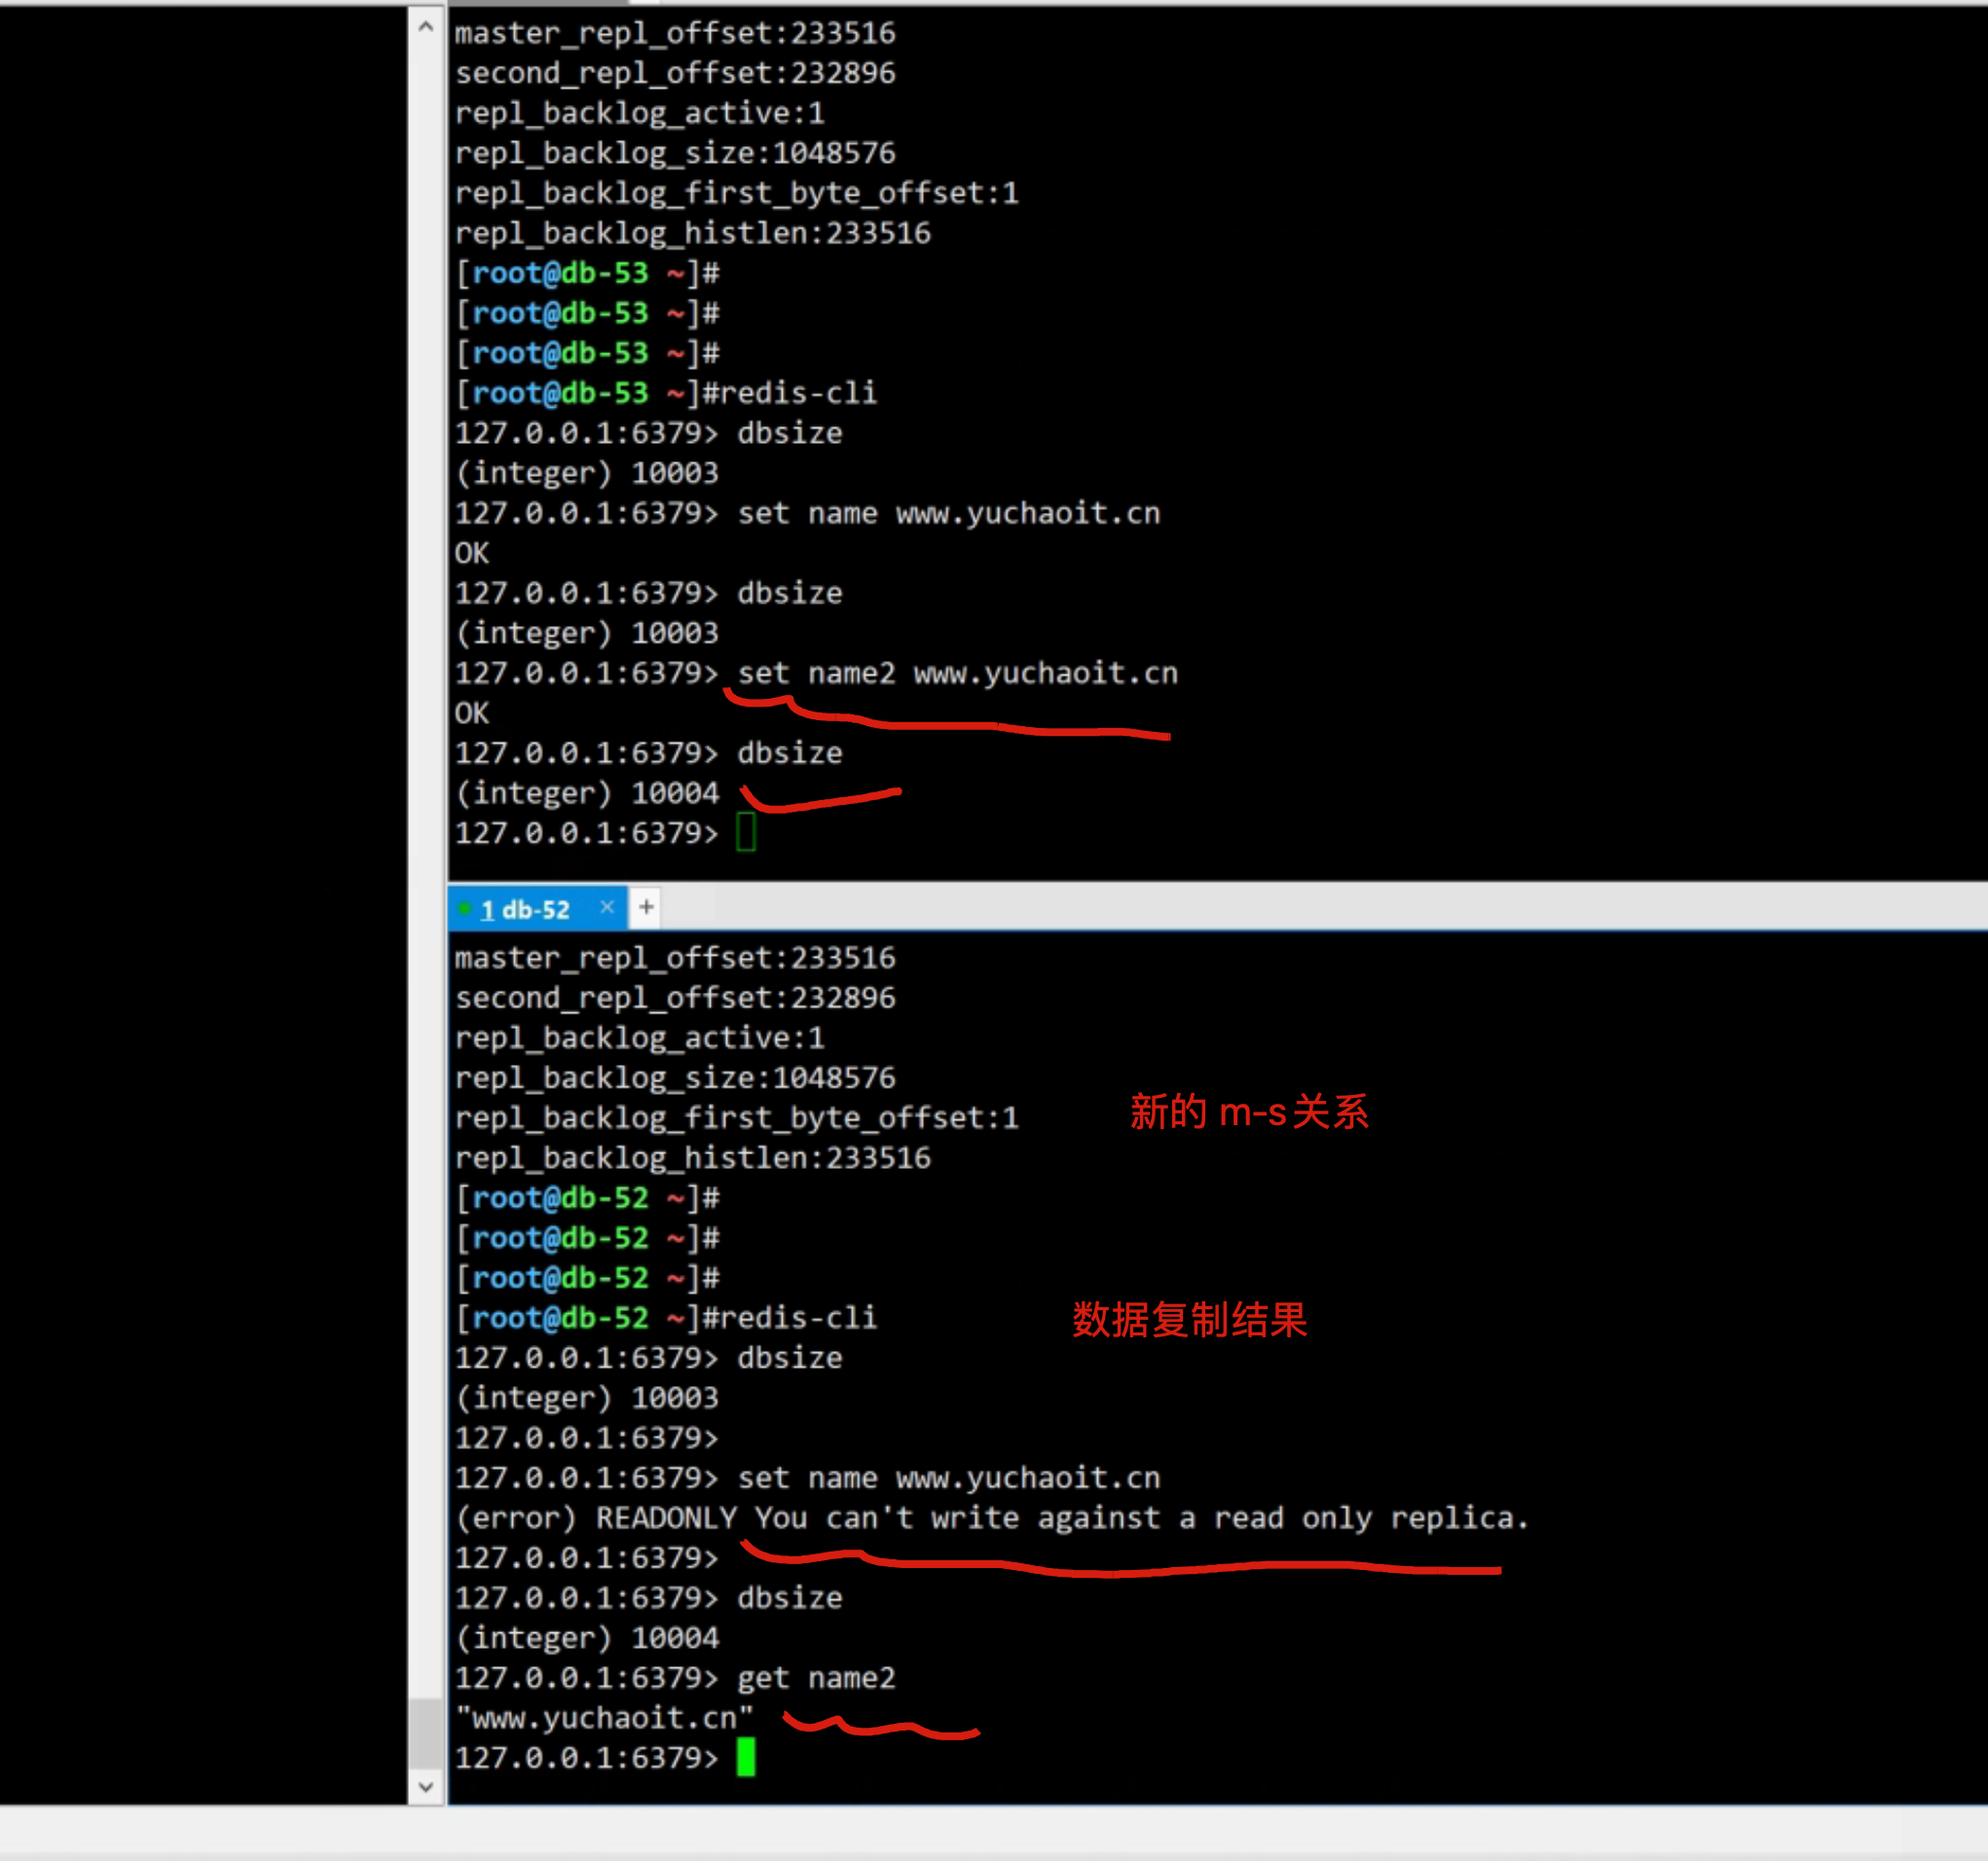 master_repl_offset:233516
second_repl_offset:232896
repl_backlog_active:1
repl_backlog_size:1048576
repl_backlog_first_byte_offset:1
repl_backlog_histlen:233516
[root@db-53 ~]#
[root@db-53 ~]#
[root@db-53 ~]#
[root@db-53 ~]#redis-cli
127.0.0.1:6379> dbsize
(integer) 10003
127.0.0.1:6379> set name www.yuchaoit.cn
OK
127.0.0.1:6379> dbsize
(integer) 10003
127.0.0.1:6379> set name2 www.yuchaoit.cn
OK
127.0.0.1:6379> dbsize
(integer) 10004
127.0.0.1:6379>
1 db-52 × +
master_repl_offset:233516
second_repl_offset:232896
repl_backlog_active:1
repl_backlog_size:1048576
repl_backlog_first_byte_offset:1
新的 m-s关系
repl_backlog_histlen:233516
[root@db-52 ~]#
[root@db-52 ~]#
[root@db-52 ~]#
[root@db-52 ~]#redis-cli
数据复制结果
127.0.0.1:6379> dbsize
(integer) 10003
127.0.0.1:6379>
127.0.0.1:6379> set name www.yuchaoit.cn
(error) READONLY You can't write against a read only replica.
127.0.0.1:6379>
127.0.0.1:6379> dbsize
(integer) 10004
127.0.0.1:6379> get name2
"www.yuchaoit.cn"
127.0.0.1:6379>